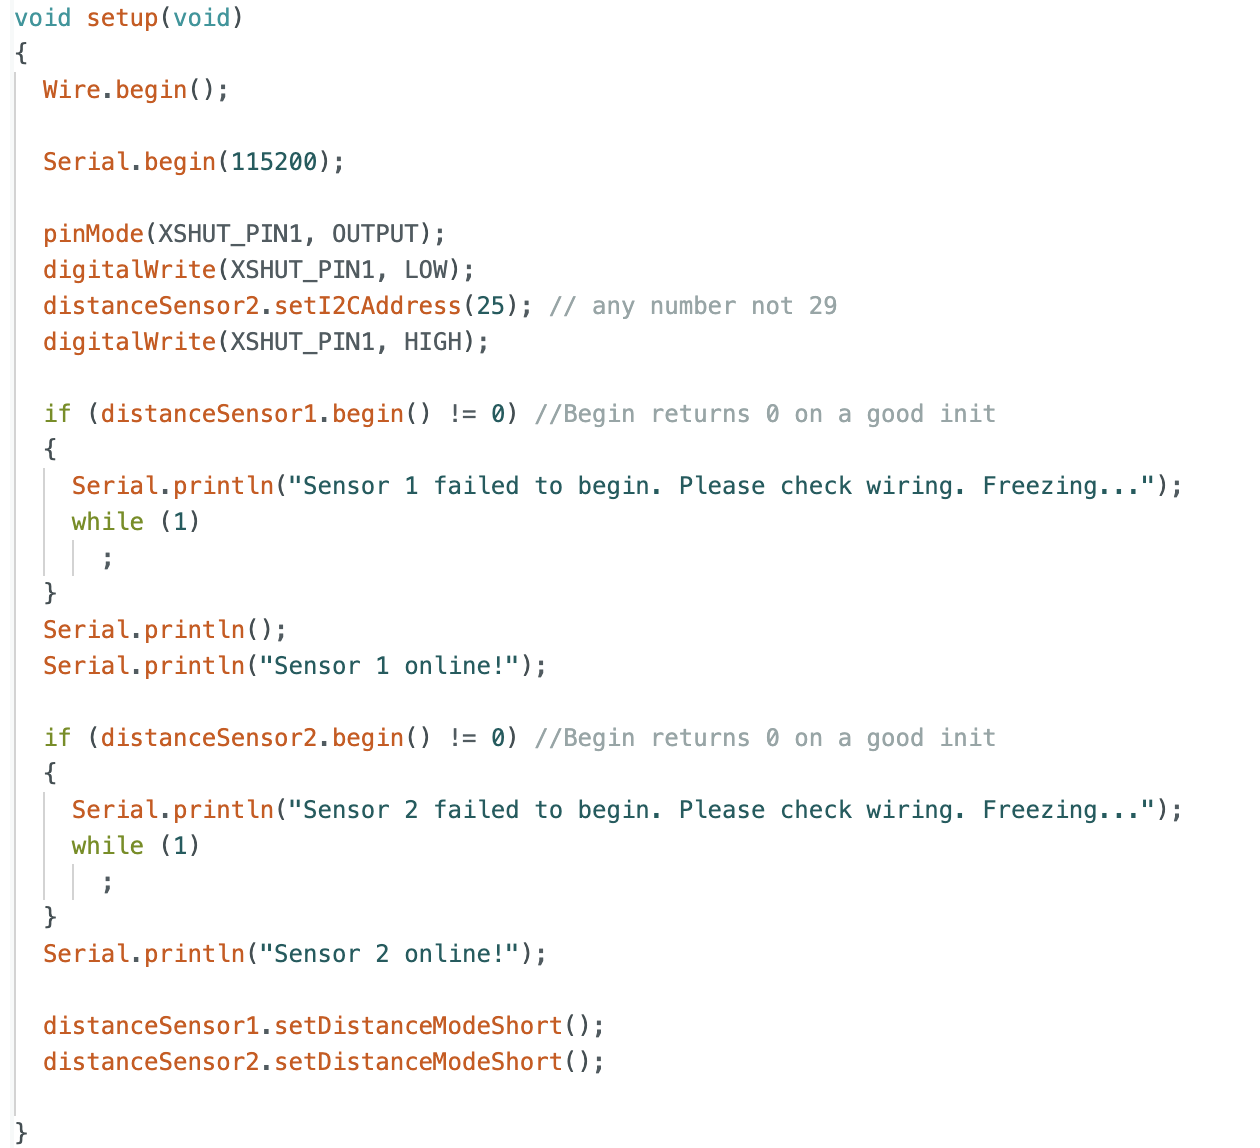 void setup(void)
{
  Wire.begin();

  Serial.begin(115200);

  pinMode(XSHUT_PIN1, OUTPUT);
  digitalWrite(XSHUT_PIN1, LOW);
  distanceSensor2.setI2CAddress(25); // any number not 29
  digitalWrite(XSHUT_PIN1, HIGH);

  if (distanceSensor1.begin() != 0) //Begin returns 0 on a good init
  {
    Serial.println("Sensor 1 failed to begin. Please check wiring. Freezing...");
    while (1)
      ;
  }
  Serial.println();
  Serial.println("Sensor 1 online!");

  if (distanceSensor2.begin() != 0) //Begin returns 0 on a good init
  {
    Serial.println("Sensor 2 failed to begin. Please check wiring. Freezing...");
    while (1)
      ;
  }
  Serial.println("Sensor 2 online!");

  distanceSensor1.setDistanceModeShort();
  distanceSensor2.setDistanceModeShort();

}